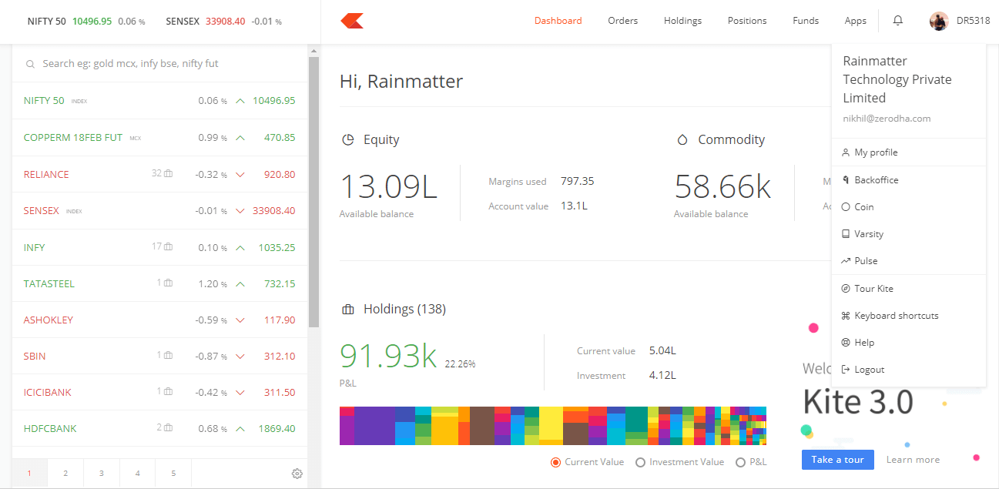 NIFTY 50 10496.95 0.06 % SENSEX 33908.40 -0.01 %
Dashboard Orders Holdings Positions Funds Apps DR5318
Search eg: gold mcx, infy bse, nifty fut
NIFTY 50 INDEX 0.06 % 10496.95
COPPERM 18FEB FUT MCX 0.99 % 470.85
RELIANCE 32 -0.32 % 920.80
SENSEX INDEX -0.01 % 33908.40
INFY 17 0.10 % 1035.25
TATASTEEL 1 1.20 % 732.15
ASHOKLEY -0.59 % 117.90
SBIN 1 -0.87 % 312.10
ICICIBANK 1 -0.42 % 311.50
HDFCBANK 2 0.68 % 1869.40
1 2 3 4 5
Hi, Rainmatter
Equity
13.09L
Available balance
Margins used 797.35
Account value 13.1L
Commodity
58.66k
Available balance
M
Ac
Holdings (138)
91.93k 22.26%
P&L
Current value 5.04L
Investment 4.12L
Current Value Investment Value P&L
Rainmatter
Technology Private
Limited
nikhil@zerodha.com
My profile
Backoffice
Coin
Varsity
Pulse
Tour Kite
Keyboard shortcuts
Help
Logout
Welc
Kite 3.0
Take a tour Learn more